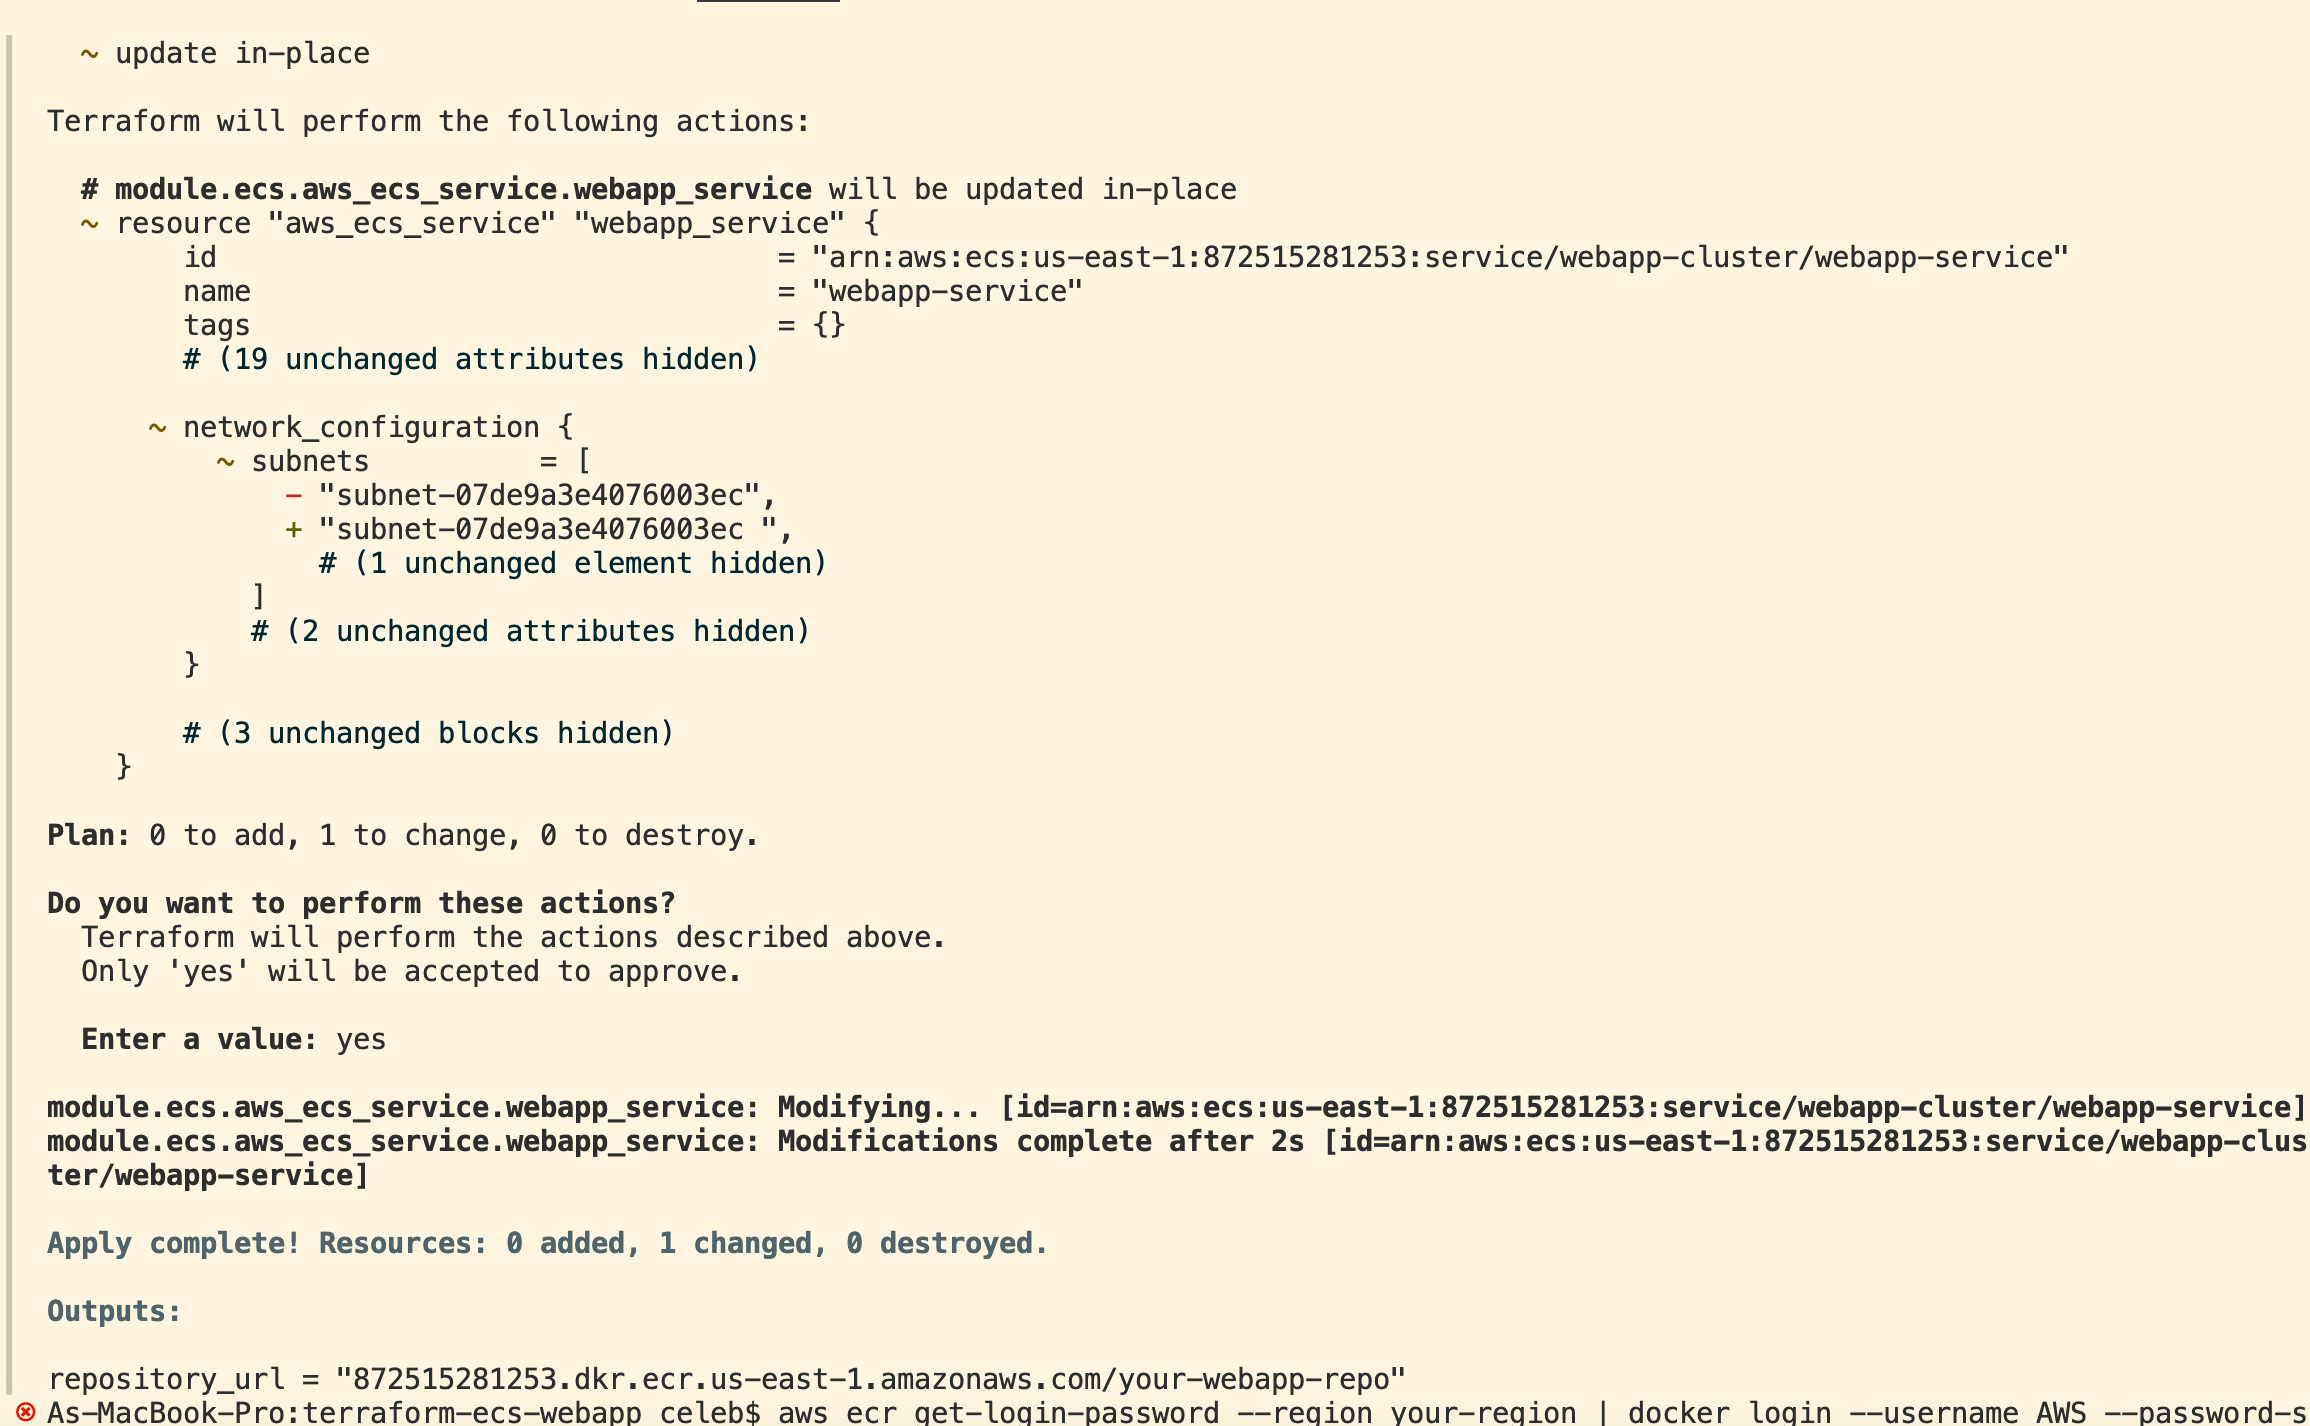 ~ update in-place
Terraform will perform the following actions:
# module.ecs.aws_ecs_service.webapp_service will be updated in-place
~ resource "aws_ecs_service" "webapp_service" {
id = "arn:aws:ecs:us-east-1:872515281253:service/webapp-cluster/webapp-service"
name = "webapp-service"
tags = {}
# (19 unchanged attributes hidden)
~ network_configuration {
~ subnets = [
- "subnet-07de9a3e4076003ec",
+ "subnet-07de9a3e4076003ec ",
# (1 unchanged element hidden)
]
# (2 unchanged attributes hidden)
}
# (3 unchanged blocks hidden)
}
Plan: 0 to add, 1 to change, 0 to destroy.
Do you want to perform these actions?
Terraform will perform the actions described above.
Only 'yes' will be accepted to approve.
Enter a value: yes
module.ecs.aws_ecs_service.webapp_service: Modifying... [id=arn:aws:ecs:us-east-1:872515281253:service/webapp-cluster/webapp-service]
module.ecs.aws_ecs_service.webapp_service: Modifications complete after 2s [id=arn:aws:ecs:us-east-1:872515281253:service/webapp-clus
ter/webapp-service]
Apply complete! Resources: 0 added, 1 changed, 0 destroyed.
Outputs:
repository_url = "872515281253.dkr.ecr.us-east-1.amazonaws.com/your-webapp-repo"
As-MacBook-Pro:terraform-ecs-webapp celeb$ aws ecr get-login-password --region your-region | docker login --username AWS --password-s